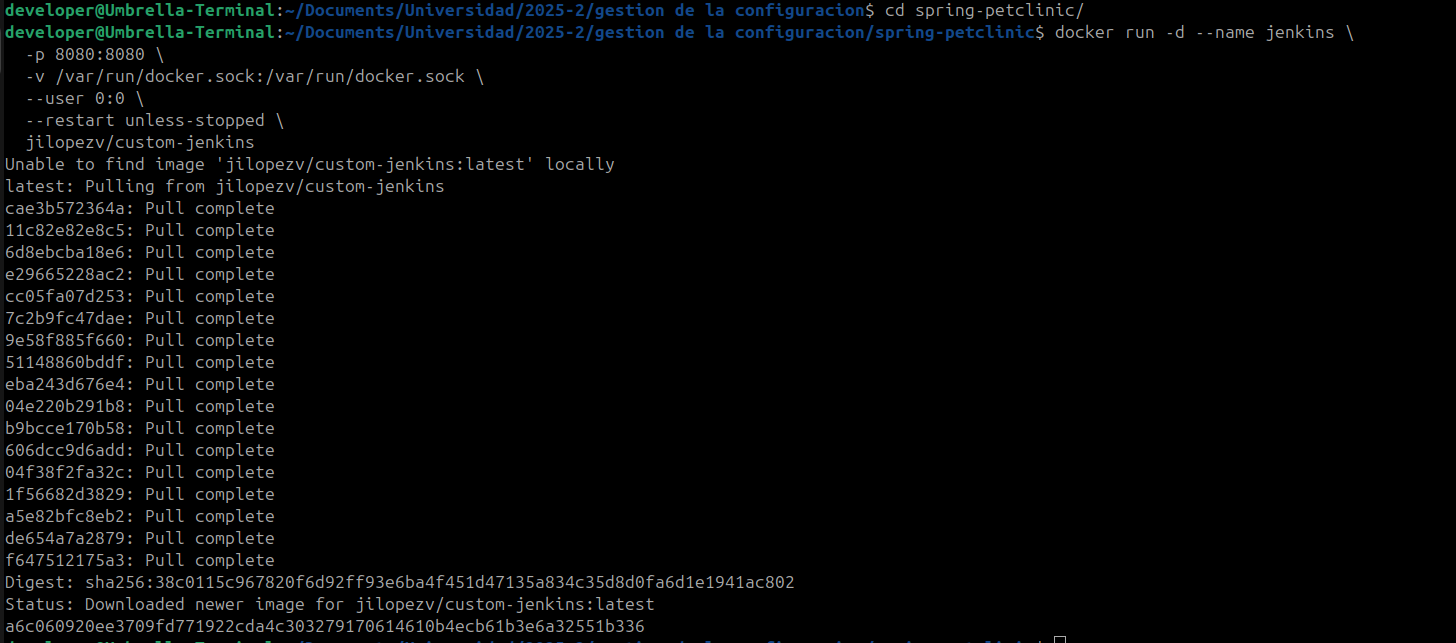 developer@Umbrella-Terminal:~/Documents/Universidad/2025-2/gestion de la configuracion$ cd spring-petclinic/
developer@Umbrella-Terminal:~/Documents/Universidad/2025-2/gestion de la configuracion/spring-petclinic$ docker run -d --name jenkins \
  -p 8080:8080 \
  -v /var/run/docker.sock:/var/run/docker.sock \
  --user 0:0 \
  --restart unless-stopped \
  jilopezv/custom-jenkins
Unable to find image 'jilopezv/custom-jenkins:latest' locally
latest: Pulling from jilopezv/custom-jenkins
cae3b572364a: Pull complete
11c82e82e8c5: Pull complete
6d8ebcba18e6: Pull complete
e29665228ac2: Pull complete
cc05fa07d253: Pull complete
7c2b9fc47dae: Pull complete
9e58f885f660: Pull complete
51148860bddf: Pull complete
eba243d676e4: Pull complete
04e220b291b8: Pull complete
b9bcce170b58: Pull complete
606dcc9d6add: Pull complete
04f38f2fa32c: Pull complete
1f56682d3829: Pull complete
a5e82bfc8eb2: Pull complete
de654a7a2879: Pull complete
f647512175a3: Pull complete
Digest: sha256:38c0115c967820f6d92ff93e6ba4f451d47135a834c35d8d0fa6d1e1941ac802
Status: Downloaded newer image for jilopezv/custom-jenkins:latest
a6c060920ee3709fd771922cda4c303279170614610b4ecb61b3e6a32551b336